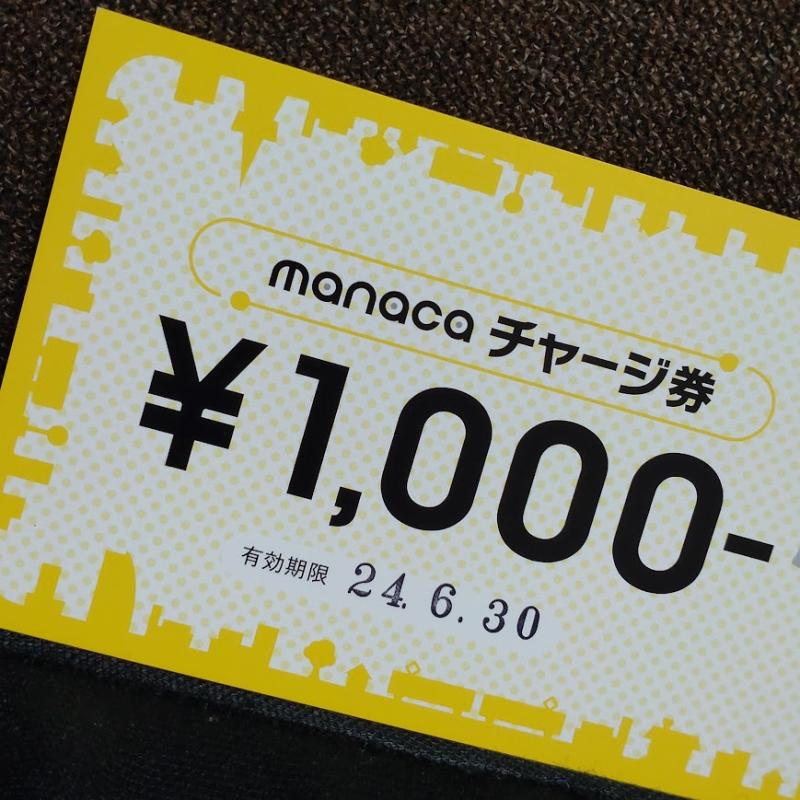 manaca チャージ券
¥1,000-
有効期限 24.6.30